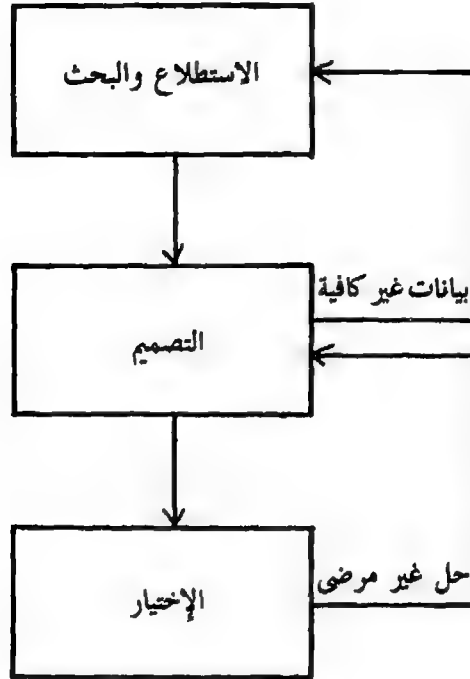 الاستطلاع والبحث
بيانات غير كافية
التصميم
حل غير مرضى
الإختيار